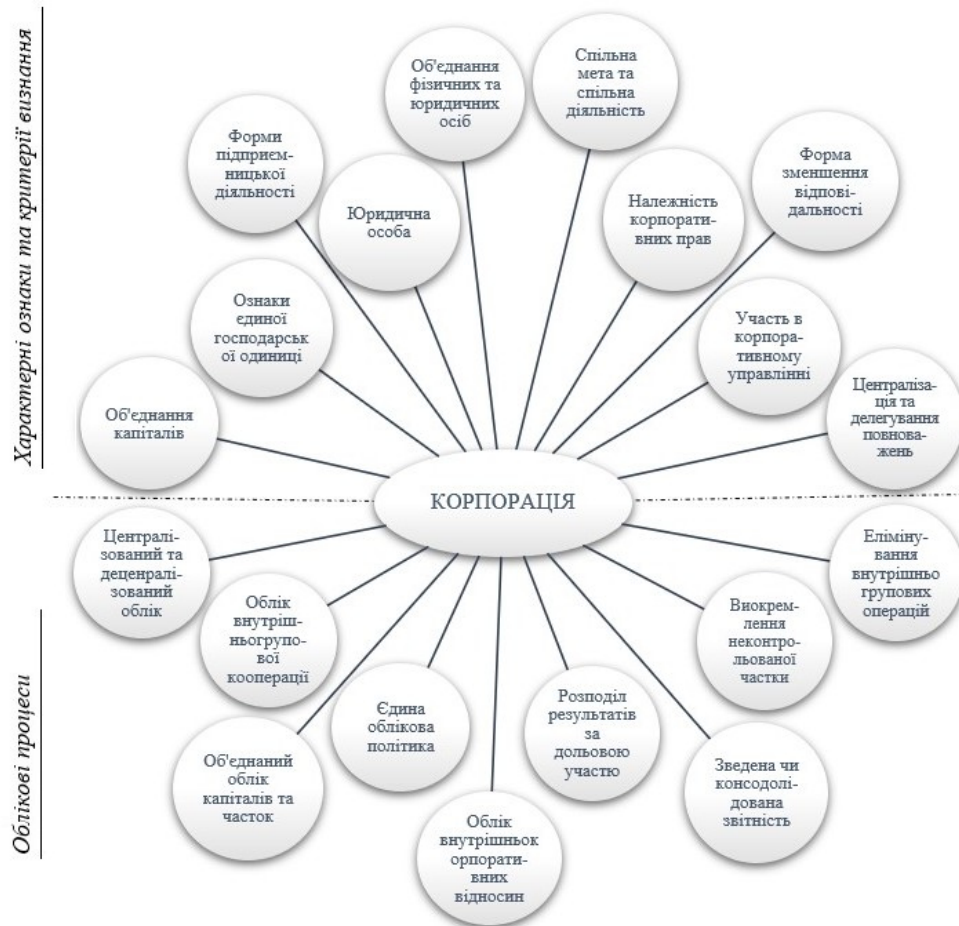 Характерні ознаки та критерії визнання
Об'єднання
фізичних та
юридичних
осіб
Спільна
мета та
спільна
діяльність
Форми
підприєм-
ницької
діяльності
Юридична
особа
Належність
корпорати-
вних прав
Форма
зменшення
відпові-
дальності
Ознаки
єдиної
господарськ
ої одиниці
Участь в
корпора-
тивному
управлінні
Об'єднання
капіталів
Централіза-
ція та
делегування
повнова-
жень
КОРПОРАЦІЯ
Облікові процеси
Централі-
зований та
деценралі-
зований
облік
Елімінув-
ання
внутрішньо
групових
операцій
Облік
внутріш-
ньогрупо-
вої
кооперації
Виокрем-
лення
неконтро-
льованої
частки
Єдина
облікова
політика
Розподіл
результатів
за
дольовою
участю
Об'єднаний
облік
капіталів та
часток
Зведена чи
консодолі-
дована
звітність
Облік
внутрішньок
орпорати-
вних
відносин